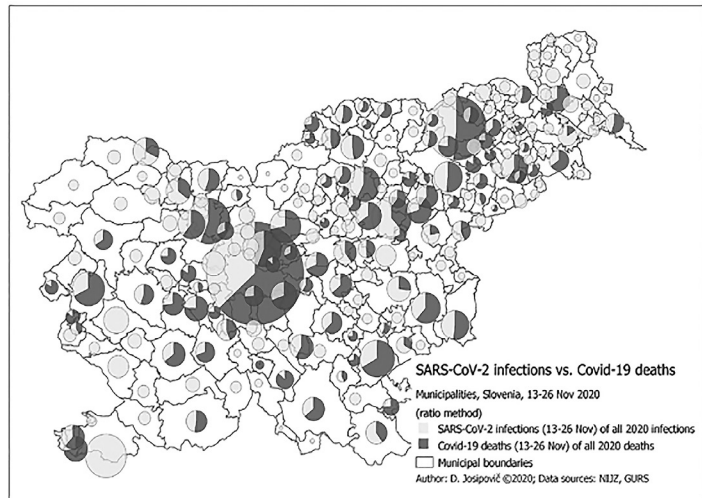 SARS-CoV-2 infections vs. Covid-19 deaths
Municipalities, Slovenia, 13-26 Nov 2020
(ratio method)
SARS-CoV-2 infections (13-26 Nov) of all 2020 infections
Covid-19 deaths (13-26 Nov) of all 2020 deaths
Municipal boundaries
Author: D. Josipovič ©2020; Data sources: NIJZ, GURS